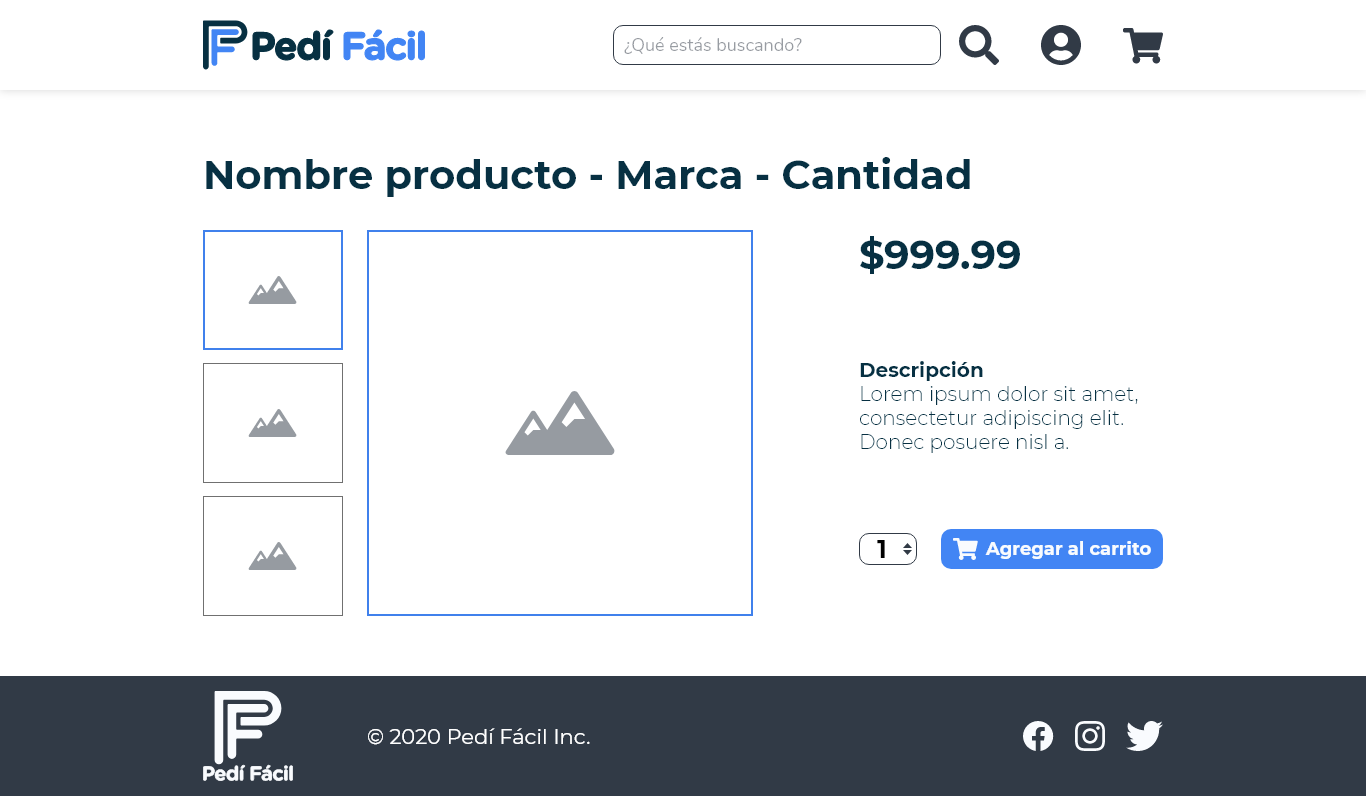 Pedí Fácil
¿Qué estás buscando?
Nombre producto - Marca - Cantidad
$999.99
Descripción
Lorem ipsum dolor sit amet,
consectetur adipiscing elit.
Donec posuere nisl a.
1
Agregar al carrito
Pedí Fácil
© 2020 Pedí Fácil Inc.